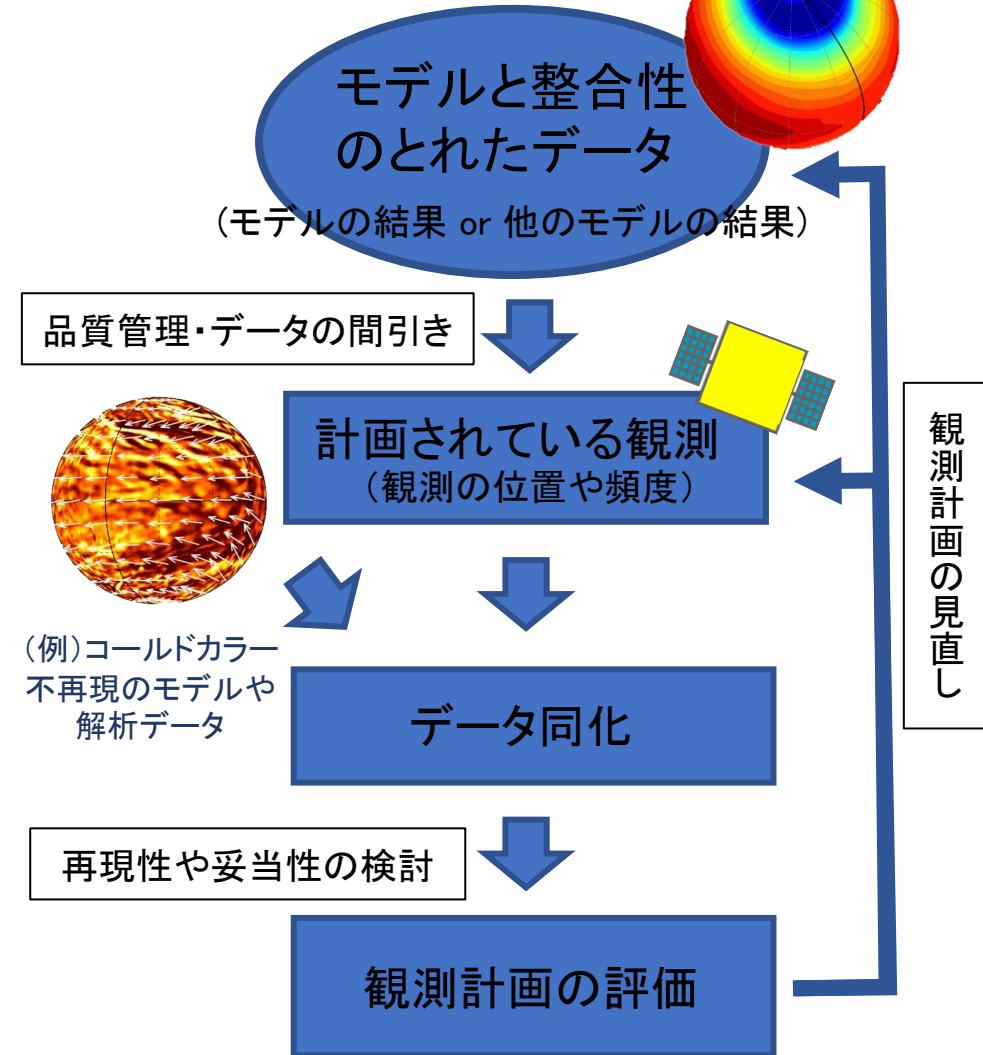 モデルと整合性
のとれたデータ
（モデルの結果 or 他のモデルの結果）
品質管理・データの間引き
計画されている観測
（観測の位置や頻度）
（例）コールドカラー
不再現のモデルや
解析データ
データ同化
再現性や妥当性の検討
観測計画の評価
観測計画の見直し